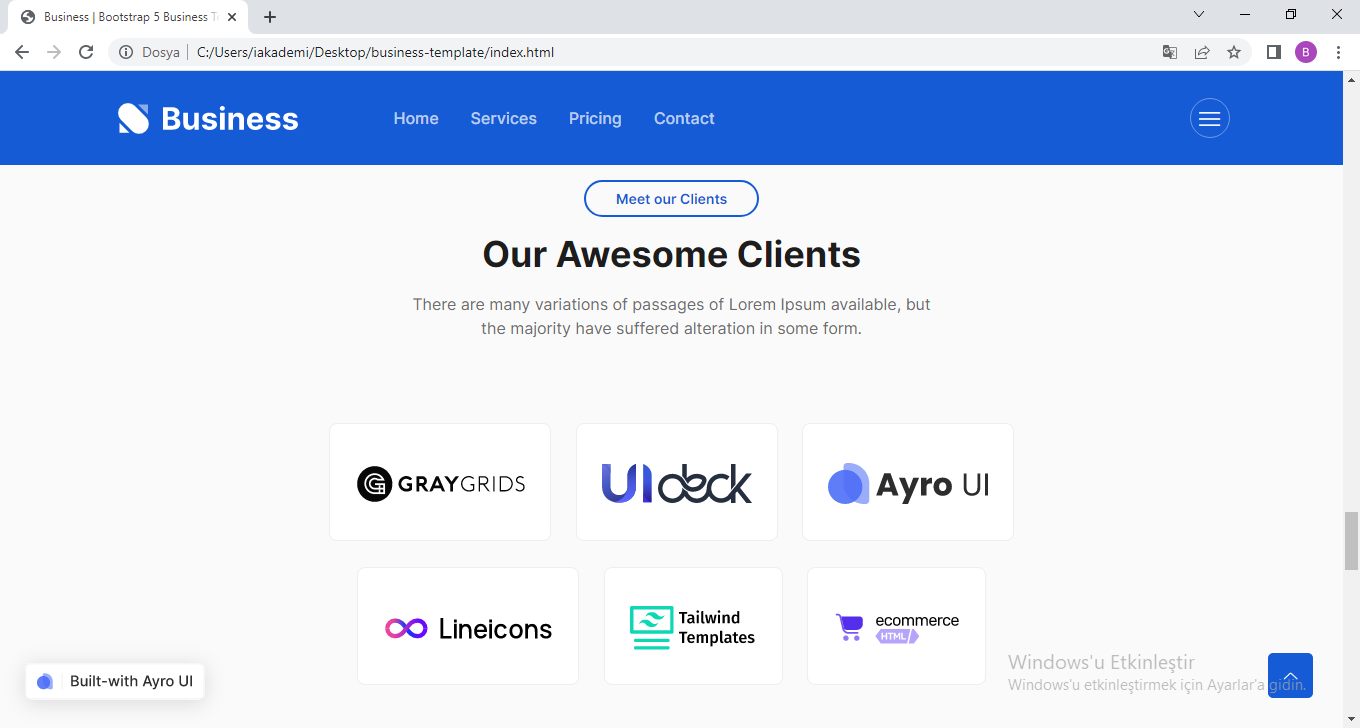 Business | Bootstrap 5 Business T
Dosya
C:/Users/iakademi/Desktop/business-template/index.html
B
Business
Home Services Pricing Contact
Meet our Clients
Our Awesome Clients
There are many variations of passages of Lorem Ipsum available, but
the majority have suffered alteration in some form.
GRAYGRIDS
UIdeck
Ayro UI
Lineicons
Tailwind
Templates
ecommerce
HTML/
Built-with Ayro UI
Windows'u Etkinleştir
Windows'u etkinleştirmek için Ayarlar'a gidin.